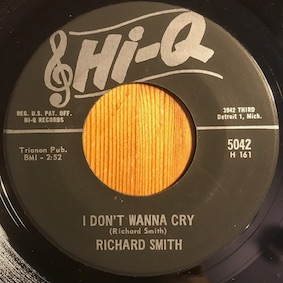 Hi-Q
REG. U.S. PAT. OFF.
HI-Q RECORDS
3942 THIRD
Detroit 1, Mich.
Trianon Pub.
BMI - 2:52
5042
H 161
I DON'T WANNA CRY
(Richard Smith)
RICHARD SMITH